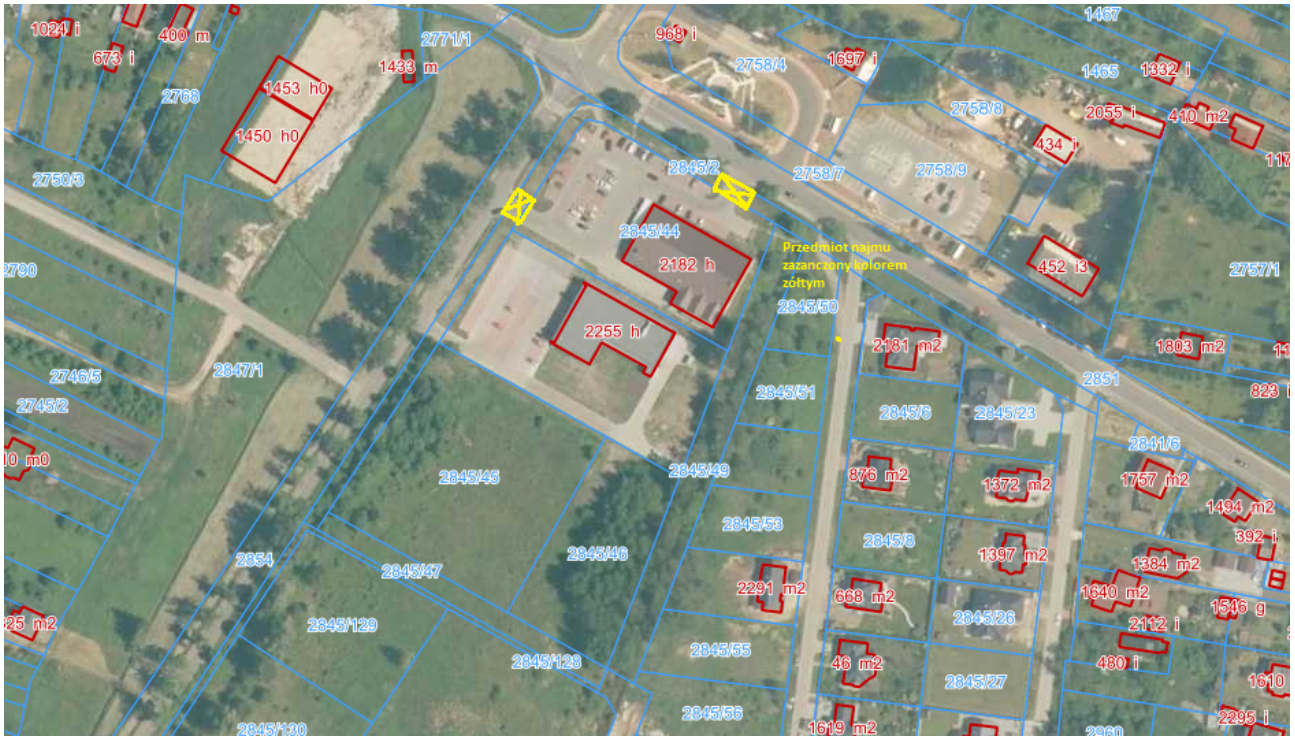 1024 i
400 m
673 i
2768
1453 h0
1450 h0
1433 m
2771/1
968 i
2758/4
1697 i
1467
1465
1332 i
2055 i
410 m2
2758/8
434 i
2750/3
2845/2
2758/7
2758/9
2790
2845/44
2182 h
Przedmiot najmu
zazanczony kolorem
zółtym
452 i3
2757/1
2255 h
2845/50
2181 m2
1803 m2
2847/1
2746/5
2745/2
2851
2845/51
2845/6
2845/23
2841/6
2845/45
2845/49
876 m2
1372 m2
1757 m2
1494 m2
392 i
2845/53
2845/8
1397 m2
1384 m2
2854
2845/46
2845/47
2291 m2
668 m2
1640 m2
1546 g
2845/129
2845/26
2112 i
2845/128
2845/55
46 m2
480 i
2845/27
1610
2845/130
2845/56
1619 m2
2960
2295 i